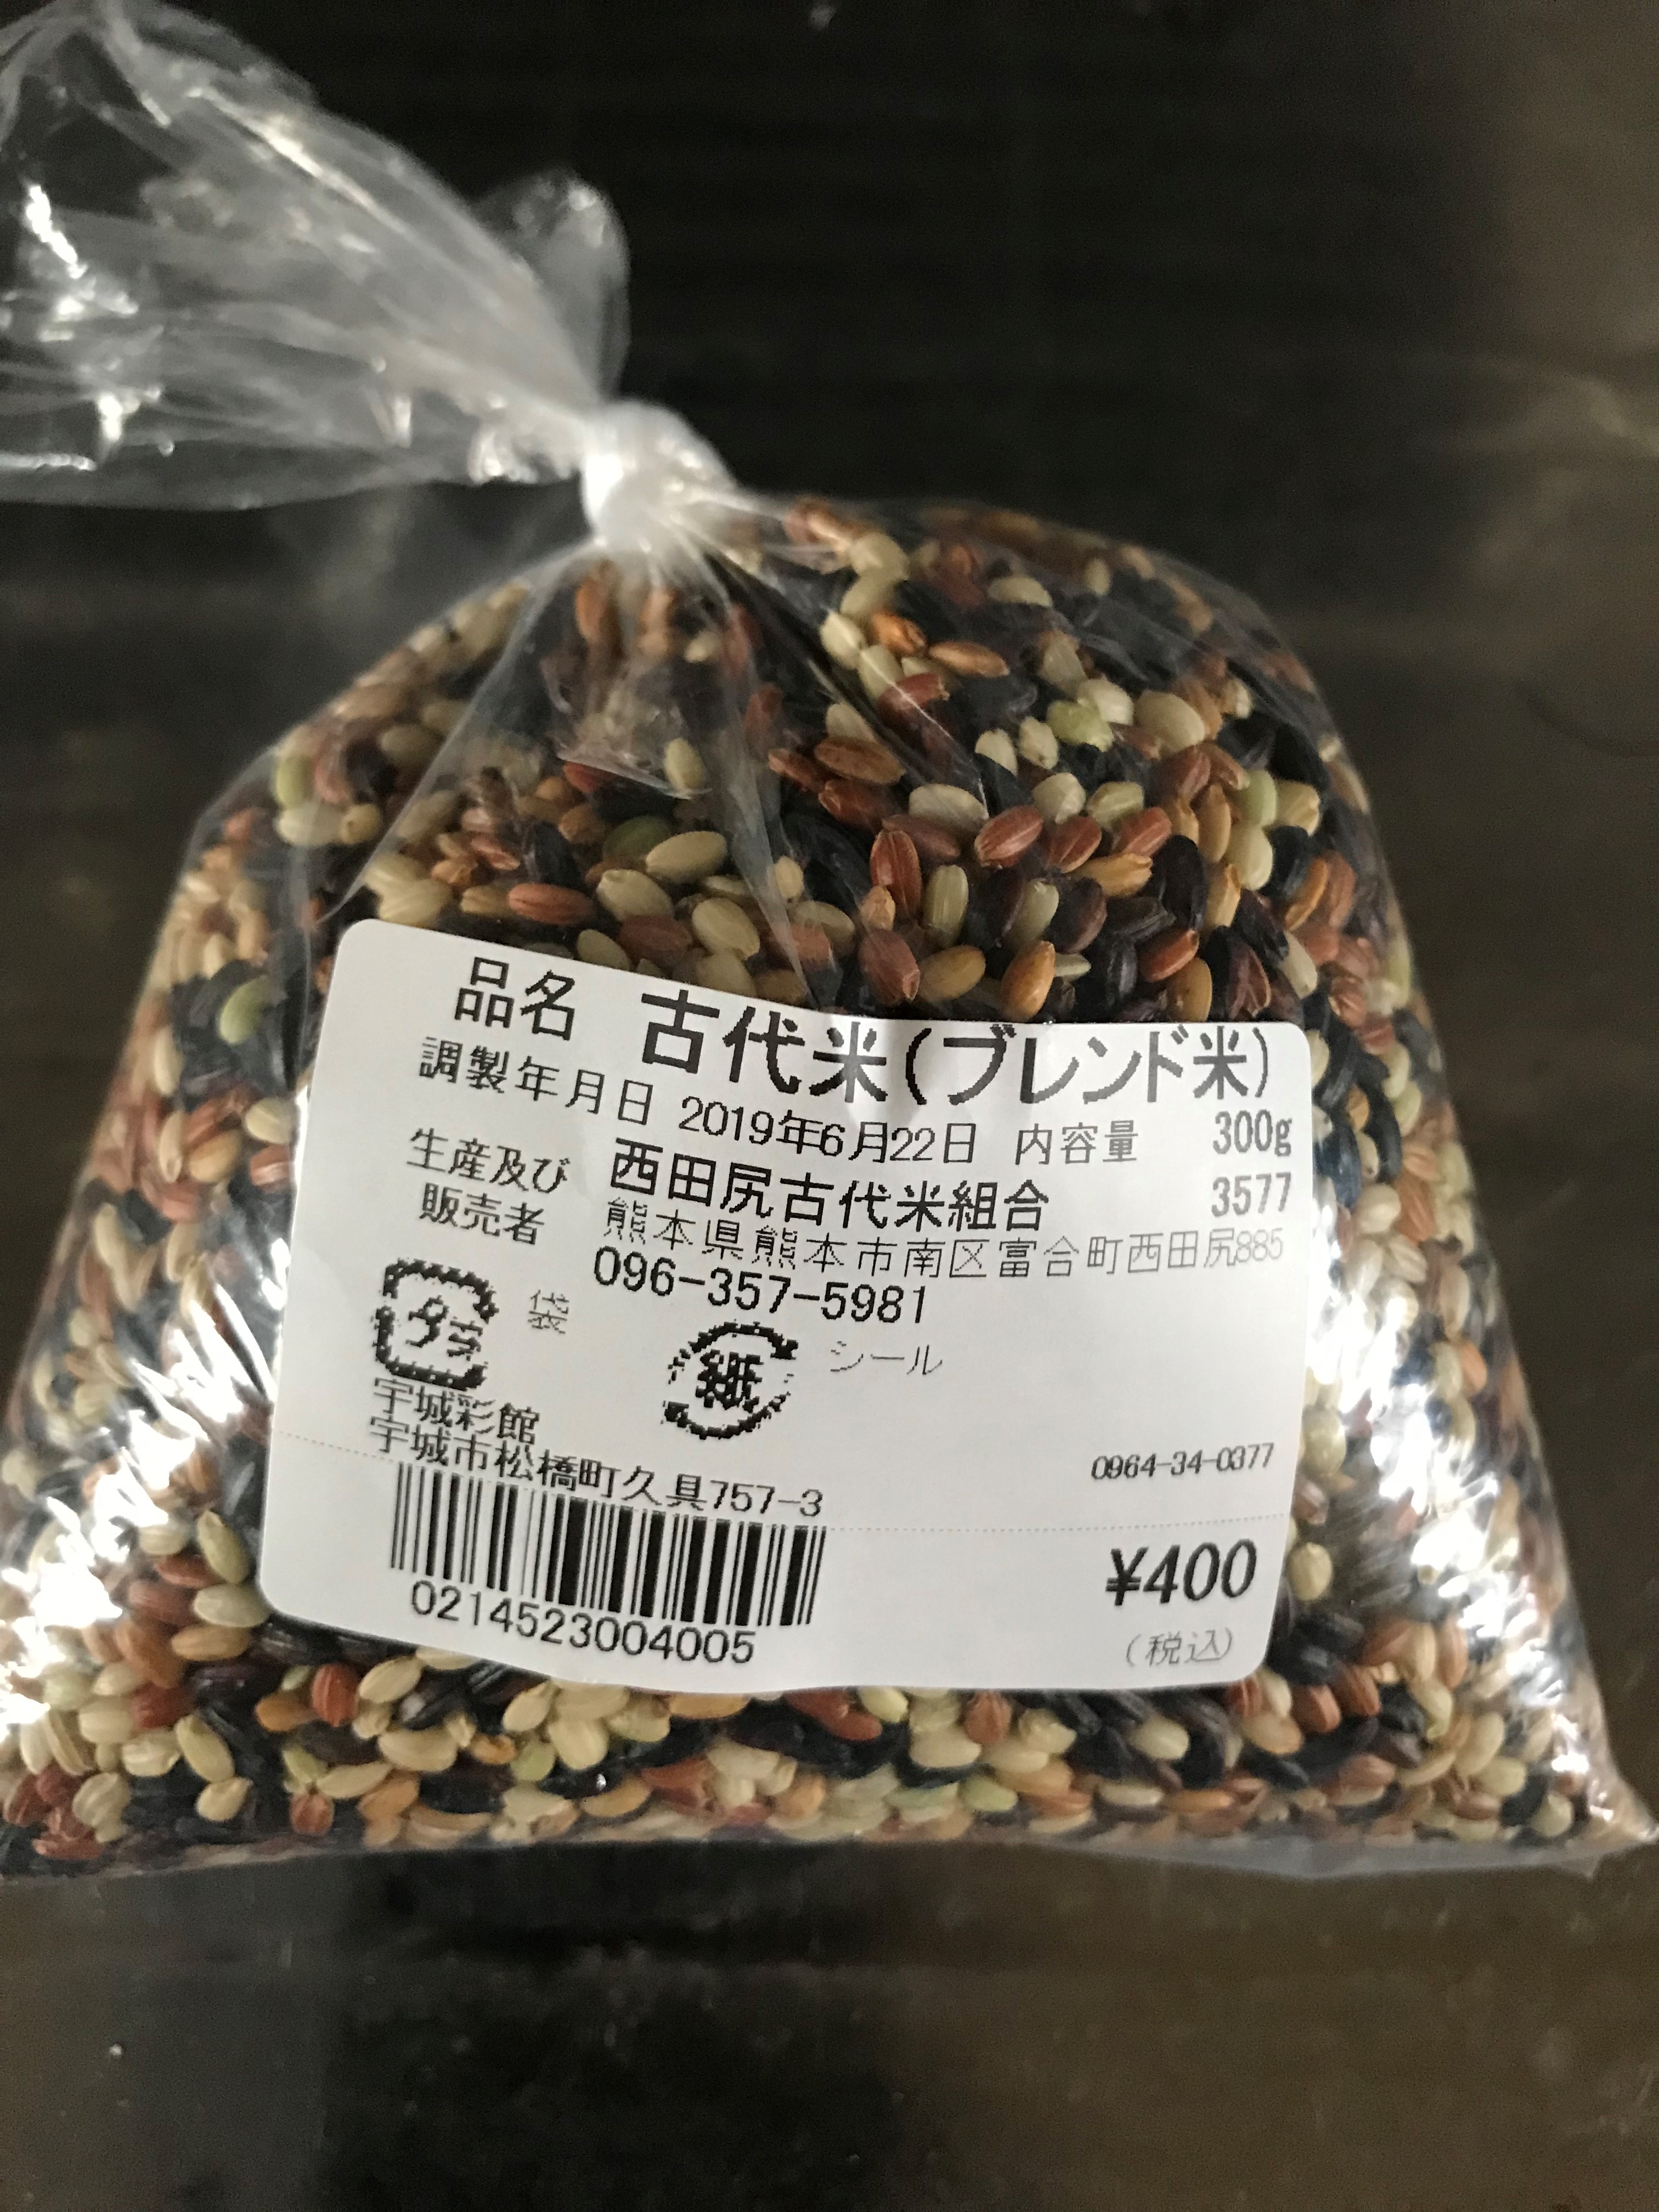 品名 古代米(ブレンド米)
調製年月日 2019年6月22日 内容量 300g
生産及び 西田尻古代米組合 3577
販売者 熊本県熊本市南区富合町西田尻885
096-357-5981
プラ 袋 紙 シール
宇城彩館
宇城市松橋町久具757-3 0964-34-0377
0214523004005
¥400
(税込)